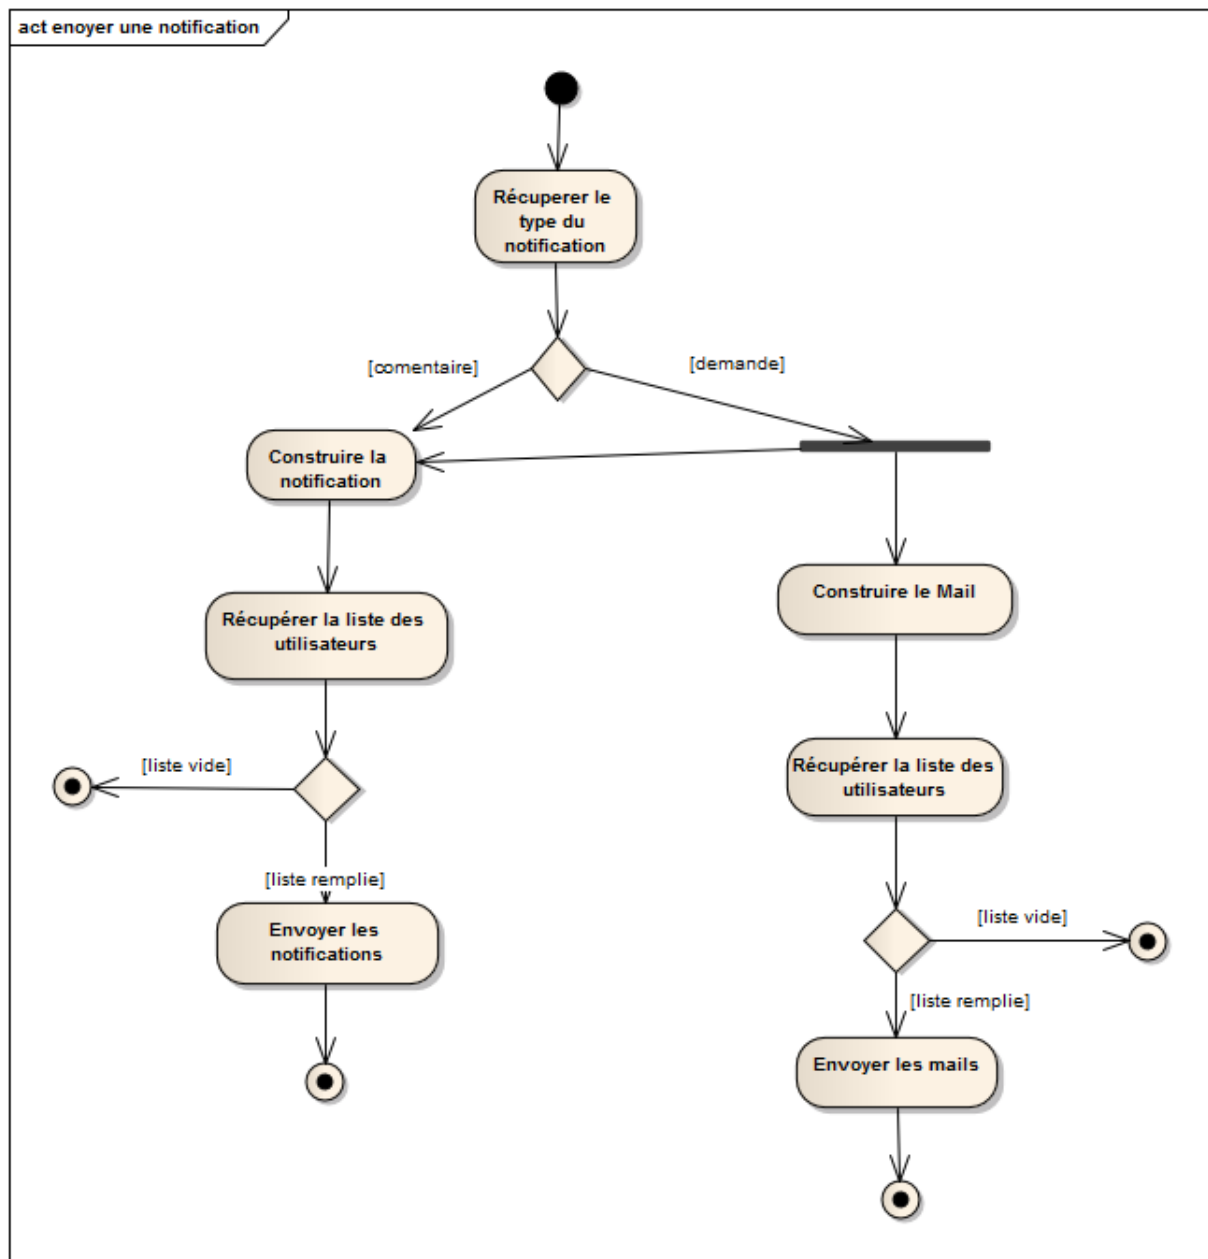 act enoyer une notification
Récuperer le
type du
notification
[comentaire]
[demande]
Construire la
notification
Construire le Mail
Récupérer la liste des
utilisateurs
[liste vide]
Récupérer la liste des
utilisateurs
[liste remplie]
Envoyer les
notifications
[liste vide]
[liste remplie]
Envoyer les mails